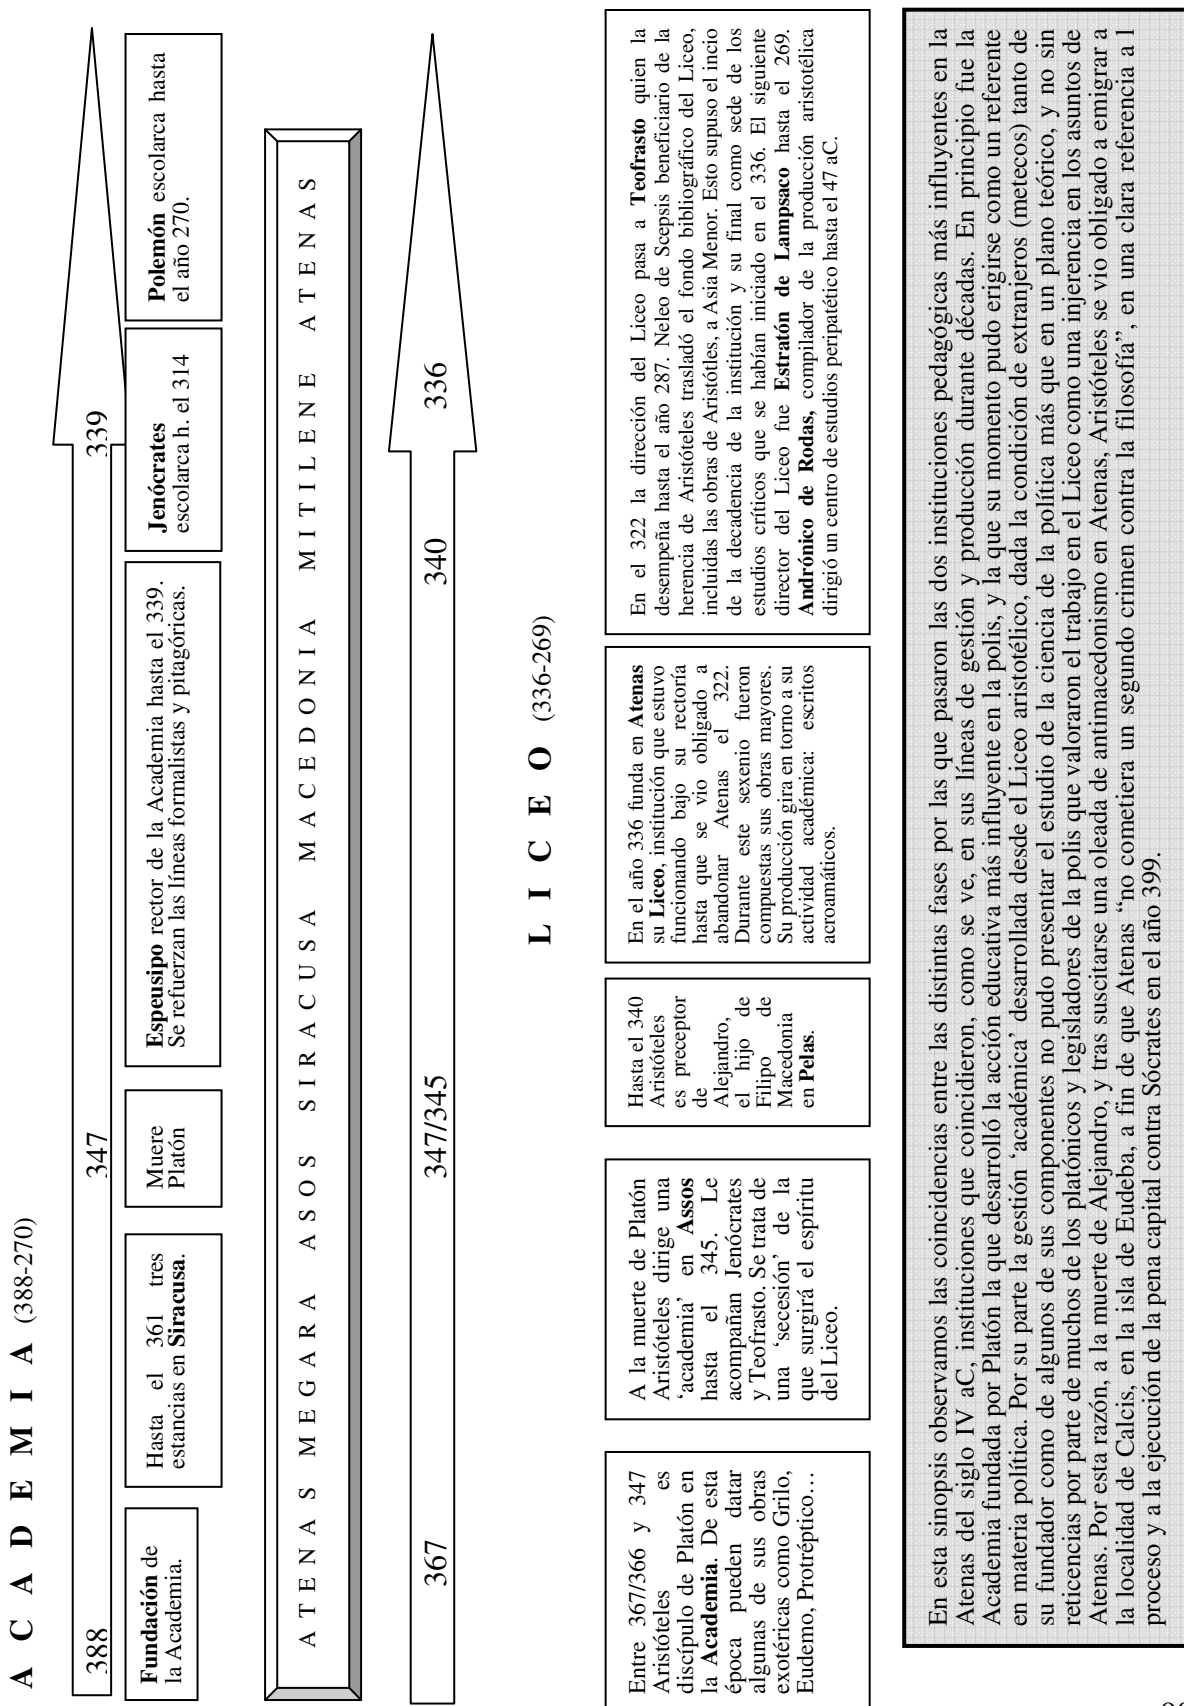 A C A D E M I A (388-270)
388 347 339
Fundación de
la Academia.
Hasta el 361 tres
estancias en Siracusa.
Muere
Platón
Espeusipo rector de la Academia hasta el 339.
Se refuerzan las líneas formalistas y pitagóricas.
Jenócrates
escolarca h. el 314
Polemón escolarca hasta
el año 270.
A T E N A S M E G A R A A S O S S I R A C U S A M A C E D O N I A M I T I L E N E A T E N A S
367 347/345 340 336
L I C E O (336-269)
Entre 367/366 y 347
Aristóteles es
discípulo de Platón en
la Academia. De esta
época pueden datar
algunas de sus obras
exotéricas como Grilo,
Eudemo, Protréptico…
A la muerte de Platón
Aristóteles dirige una
‘academia’ en Assos
hasta el 345. Le
acompañan Jenócrates
y Teofrasto. Se trata de
una ‘secesión’ de la
que surgirá el espíritu
del Liceo.
Hasta el 340
Aristóteles
es preceptor
de
Alejandro,
el hijo de
Filipo de
Macedonia
en Pelas.
En el año 336 funda en Atenas
su Liceo, institución que estuvo
funcionando bajo su rectoría
hasta que se vio obligado a
abandonar Atenas el 322.
Durante este sexenio fueron
compuestas sus obras mayores.
Su producción gira en torno a su
actividad académica: escritos
acroamáticos.
En el 322 la dirección del Liceo pasa a Teofrasto quien la
desempeña hasta el año 287. Neleo de Scepsis beneficiario de la
herencia de Aristóteles trasladó el fondo bibliográfico del Liceo,
incluidas las obras de Aristótles, a Asia Menor. Esto supuso el incio
de la decadencia de la institución y su final como sede de los
estudios críticos que se habían iniciado en el 336. El siguiente
director del Liceo fue Estratón de Lampsaco hasta el 269.
Andrónico de Rodas, compilador de la producción aristotélica
dirigió un centro de estudios peripatético hasta el 47 aC.
En esta sinopsis observamos las coincidencias entre las distintas fases por las que pasaron las dos instituciones pedagógicas más influyentes en la
Atenas del siglo IV aC, instituciones que coincidieron, como se ve, en sus líneas de gestión y producción durante décadas. En principio fue la
Academia fundada por Platón la que desarrolló la acción educativa más influyente en la polis, y la que su momento pudo erigirse como un referente
en materia política. Por su parte la gestión ‘académica’ desarrollada desde el Liceo aristotélico, dada la condición de extranjeros (metecos) tanto de
su fundador como de algunos de sus componentes no pudo presentar el estudio de la ciencia de la política más que en un plano teórico, y no sin
reticencias por parte de muchos de los platónicos y legisladores de la polis que valoraron el trabajo en el Liceo como una injerencia en los asuntos de
Atenas. Por esta razón, a la muerte de Alejandro, y tras suscitarse una oleada de antimacedonismo en Atenas, Aristóteles se vio obligado a emigrar a
la localidad de Calcis, en la isla de Eudeba, a fin de que Atenas “no cometiera un segundo crimen contra la filosofía”, en una clara referencia a l
proceso y a la ejecución de la pena capital contra Sócrates en el año 399.